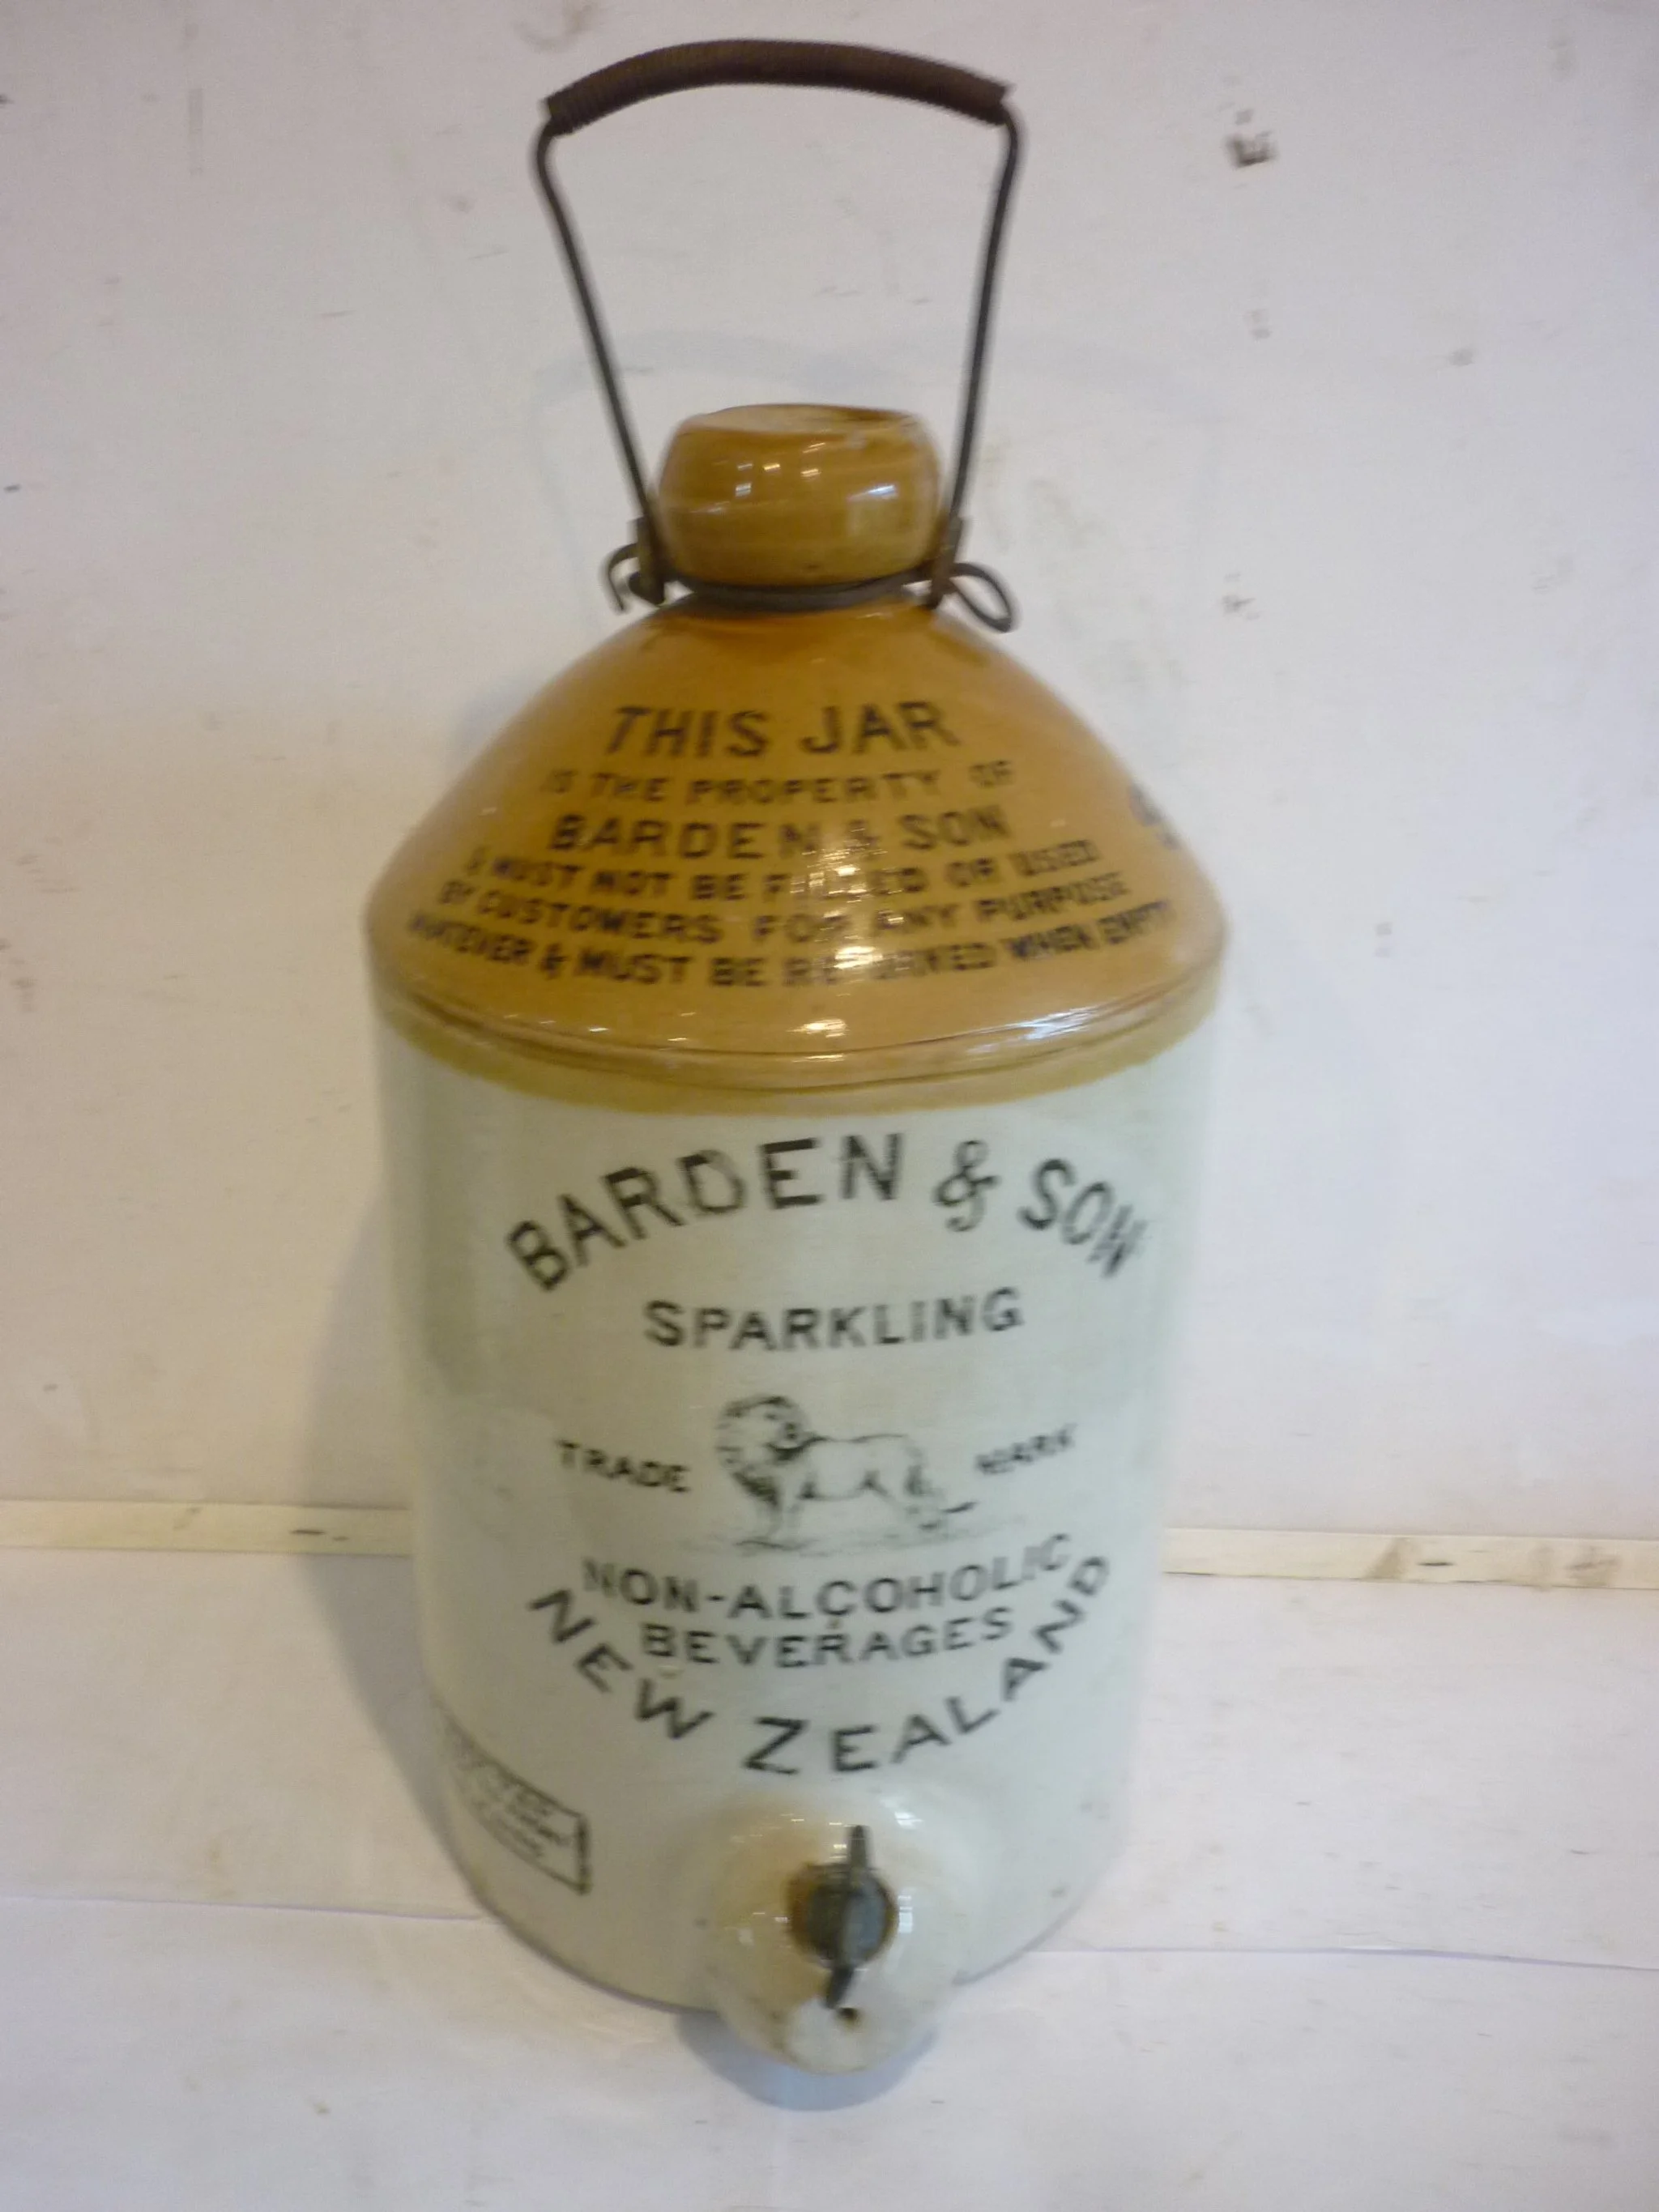 THIS JAR
IS THE PROPERTY OF
BARDEN & SON
& MUST NOT BE FILLED OR USED
BY CUSTOMERS FOR ANY PURPOSE
WHATEVER & MUST BE RETURNED WHEN EMPTY
BARDEN & SON
SPARKLING
TRADE MARK
NON-ALCOHOLIC
BEVERAGES
NEW ZEALAND